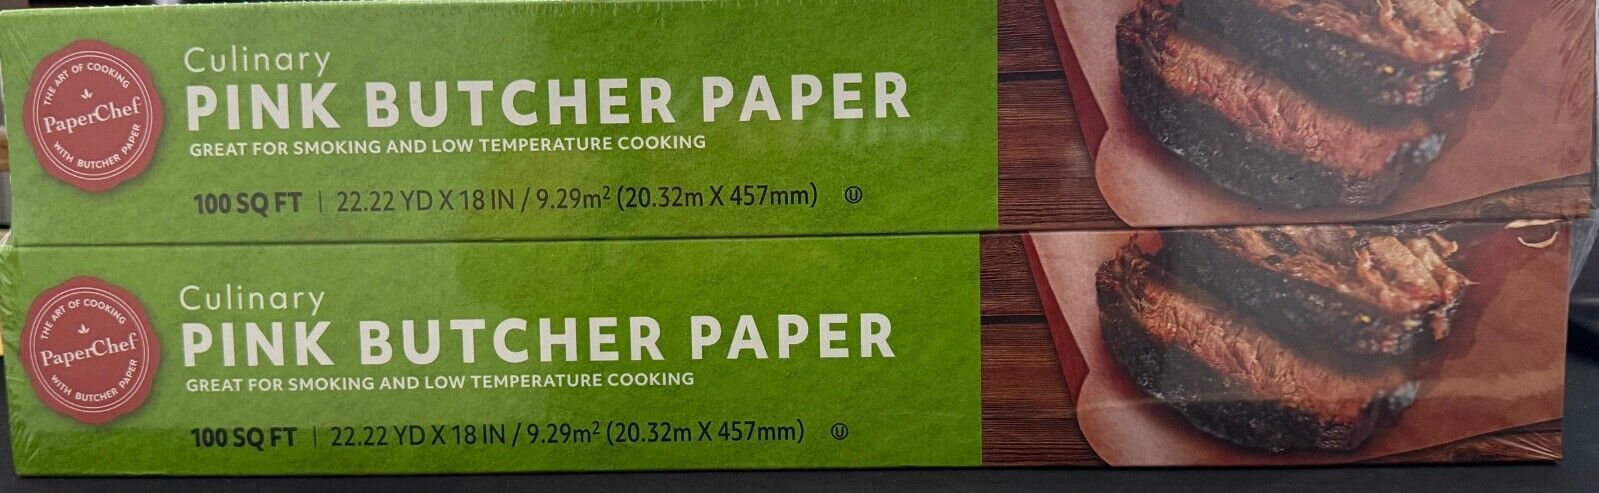 THE ART OF COOKING
PaperChef
WITH BUTCHER PAPER
Culinary
PINK BUTCHER PAPER
GREAT FOR SMOKING AND LOW TEMPERATURE COOKING
100 SQ FT | 22.22 YD X 18 IN / 9.29m² (20.32m X 457mm) Ⓤ
THE ART OF COOKING
PaperChef
WITH BUTCHER PAPER
Culinary
PINK BUTCHER PAPER
GREAT FOR SMOKING AND LOW TEMPERATURE COOKING
100 SQ FT | 22.22 YD X 18 IN / 9.29m² (20.32m X 457mm) Ⓤ